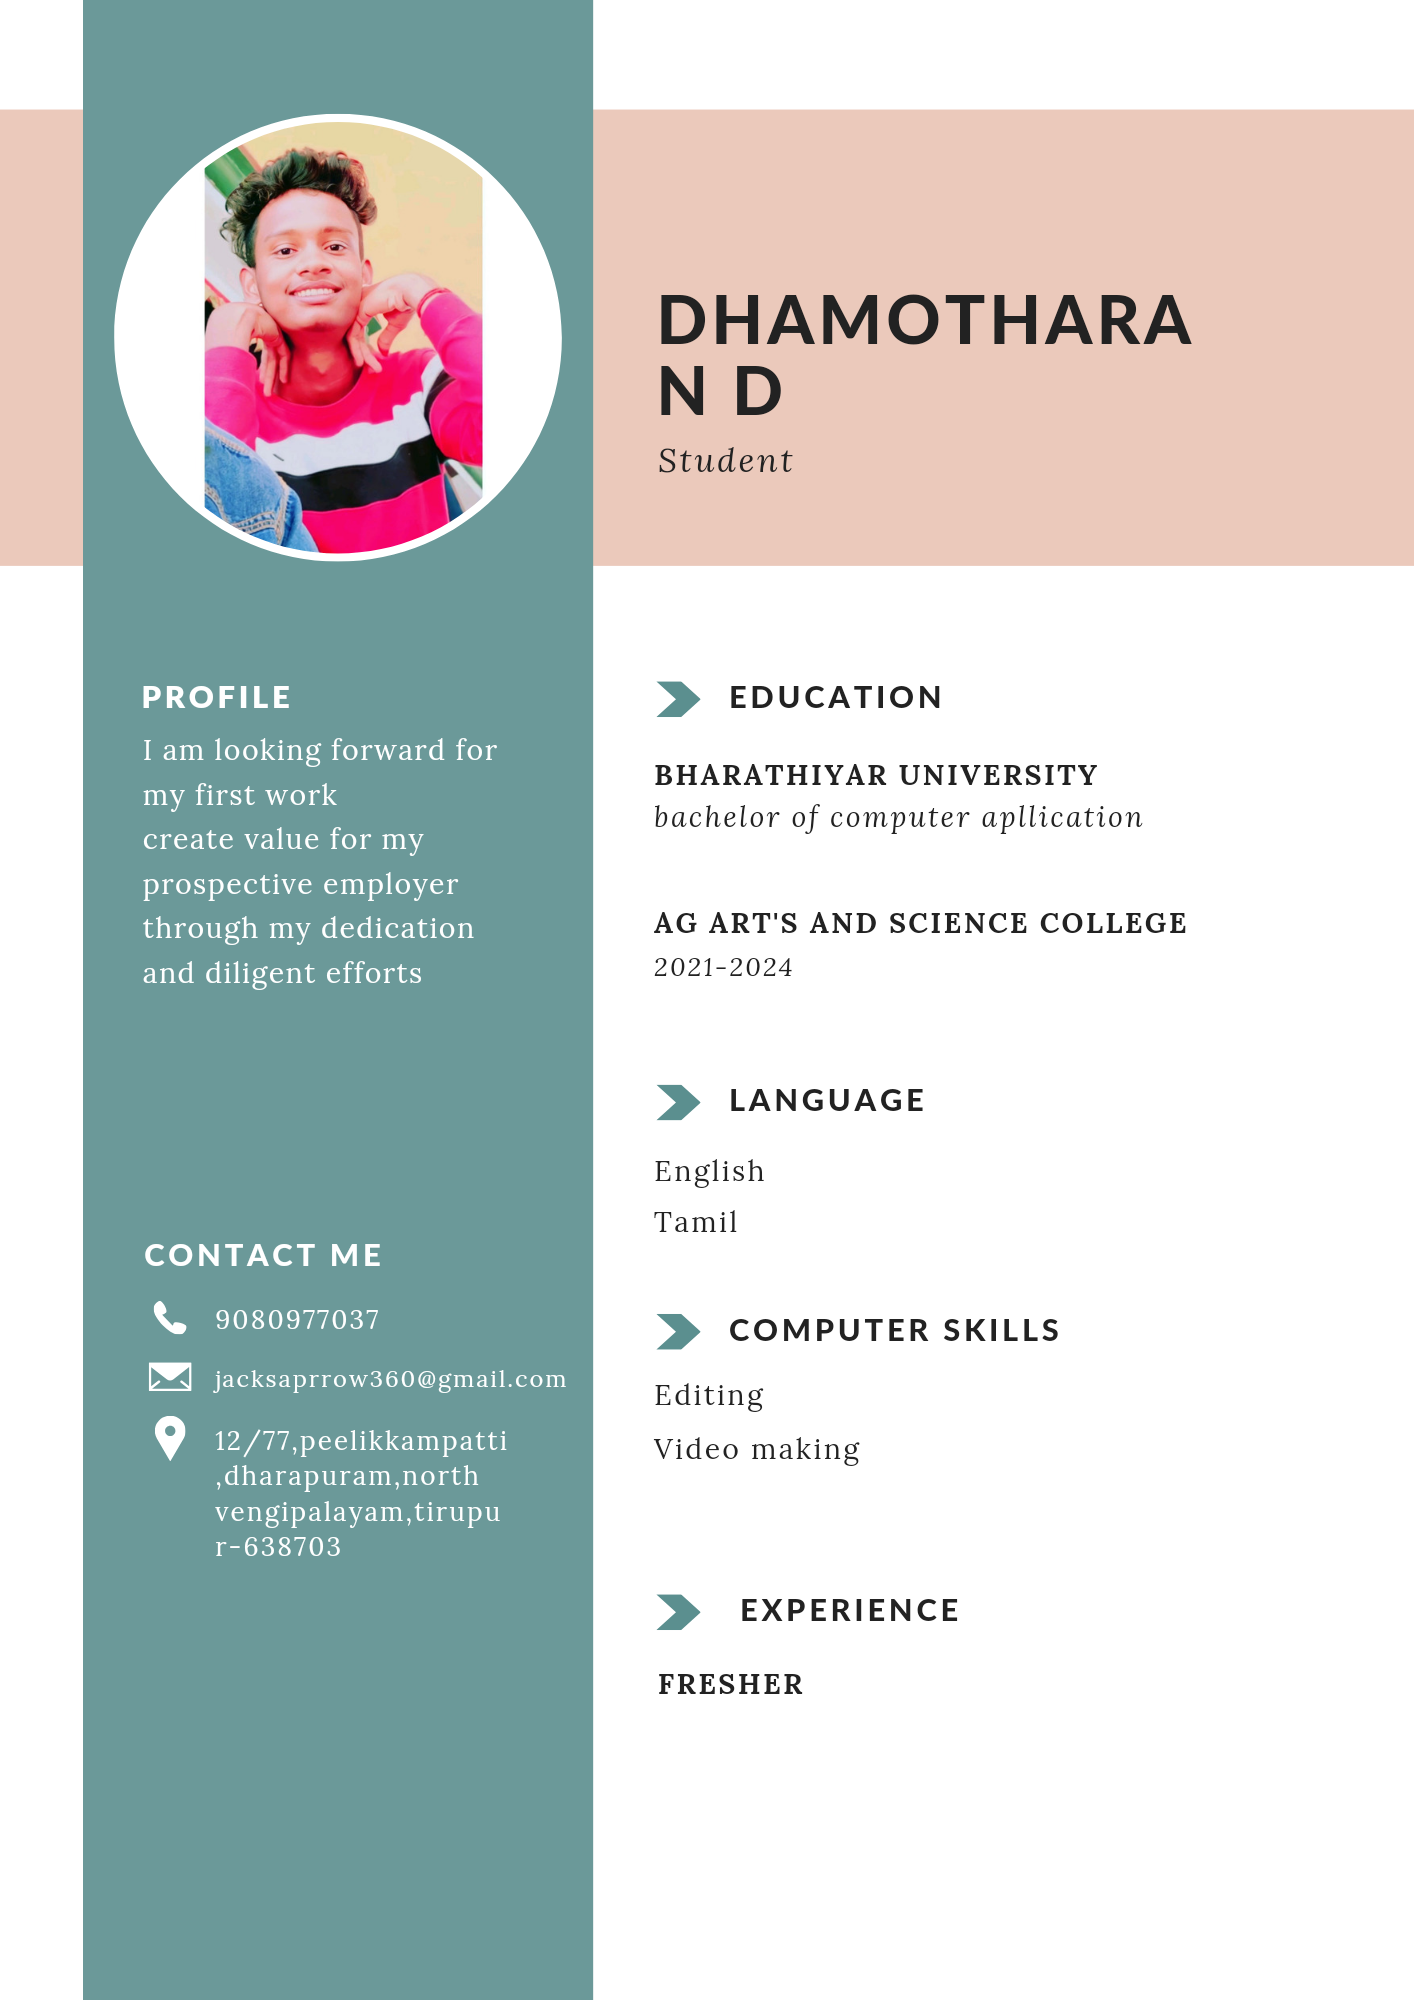 DHAMOTHARA
N D
Student
PROFILE
I am looking forward for
my first work
create value for my
prospective employer
through my dedication
and diligent efforts
CONTACT ME
9080977037
jacksaprrow360@gmail.com
12/77,peelikkampatti
,dharapuram,north
vengipalayam,tirupu
r-638703
EDUCATION
BHARATHIYAR UNIVERSITY
bachelor of computer apllication
AG ART'S AND SCIENCE COLLEGE
2021-2024
LANGUAGE
English
Tamil
COMPUTER SKILLS
Editing
Video making
EXPERIENCE
FRESHER